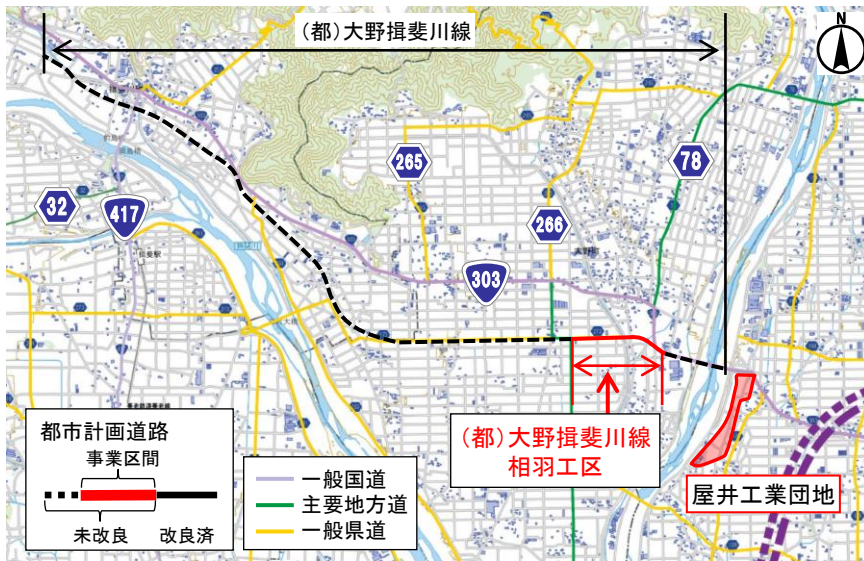 (都)大野揖斐川線
N
265
78
32
417
266
303
(都)大野揖斐川線
相羽工区
屋井工業団地
都市計画道路
事業区間
未改良
改良済
一般国道
主要地方道
一般県道